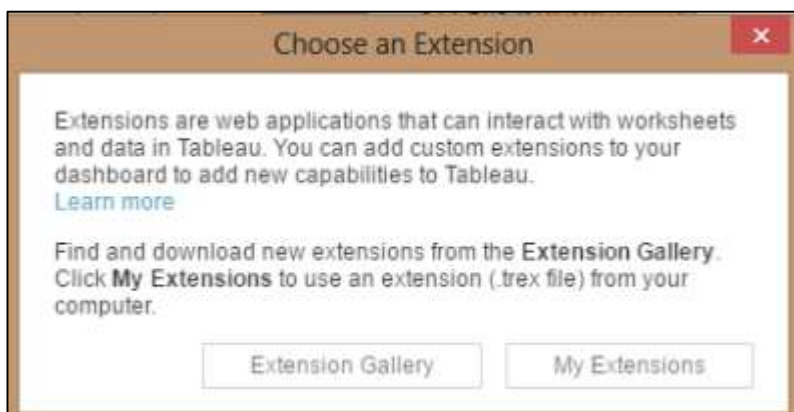 Choose an Extension
Extensions are web applications that can interact with worksheets
and data in Tableau. You can add custom extensions to your
dashboard to add new capabilities to Tableau.
Learn more
Find and download new extensions from the Extension Gallery.
Click My Extensions to use an extension (.trex file) from your
computer.
Extension Gallery
My Extensions